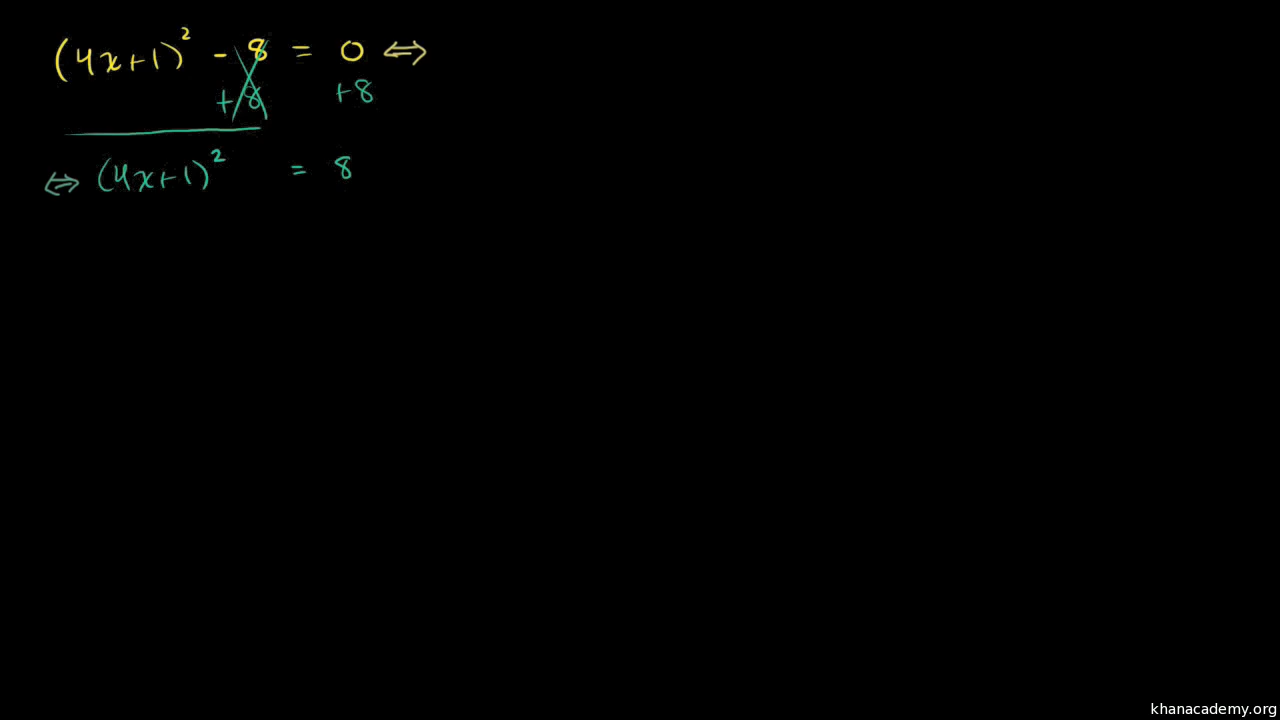 (4x+1)² - 8 = 0 ⇔
+8 +8
⇔ (4x+1)² = 8
khanacademy.org